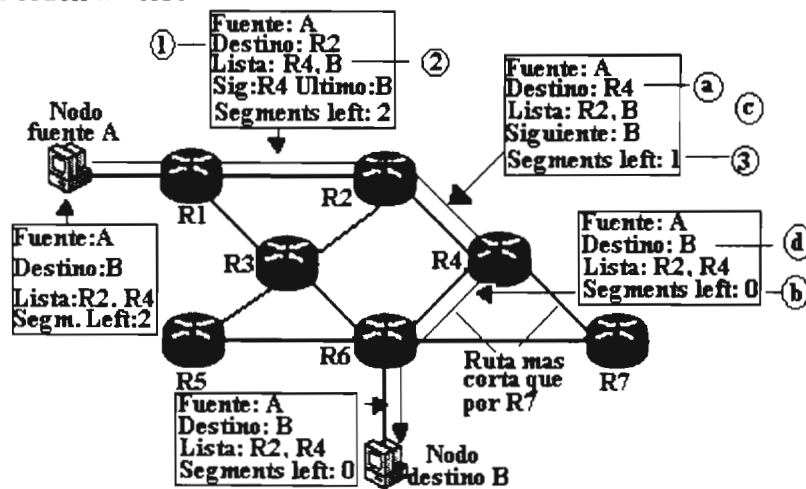 Fuente: A
Destino: R2
Lista: R4, B
Sig:R4 Ultimo:B
Segments left: 2
1
2
Fuente: A
Destino: R4
Lista: R2, B
Siguiente: B
Segments left: 1
a
c
3
Nodo
fuente A
R1
R2
R3
R4
Fuente:A
Destino:B
Lista:R2. R4
Segm. Left:2
Fuente: A
Destino: B
Lista: R2, R4
Segments left: 0
d
b
R5
R6
R7
Ruta mas
corta que
por R7
Fuente: A
Destino: B
Lista: R2, R4
Segments left: 0
Nodo
destino B